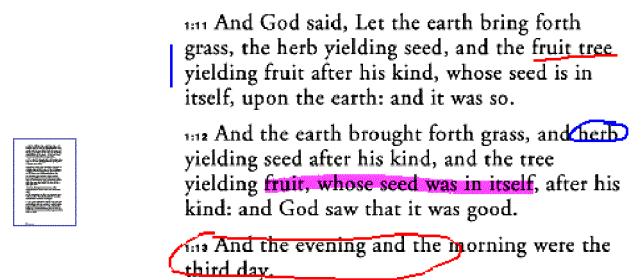 1:11 And God said, Let the earth bring forth
grass, the herb yielding seed, and the fruit tree
yielding fruit after his kind, whose seed is in
itself, upon the earth: and it was so.
1:12 And the earth brought forth grass, and herb
yielding seed after his kind, and the tree
yielding fruit, whose seed was in itself, after his
kind: and God saw that it was good.
1:13 And the evening and the morning were the
third day.